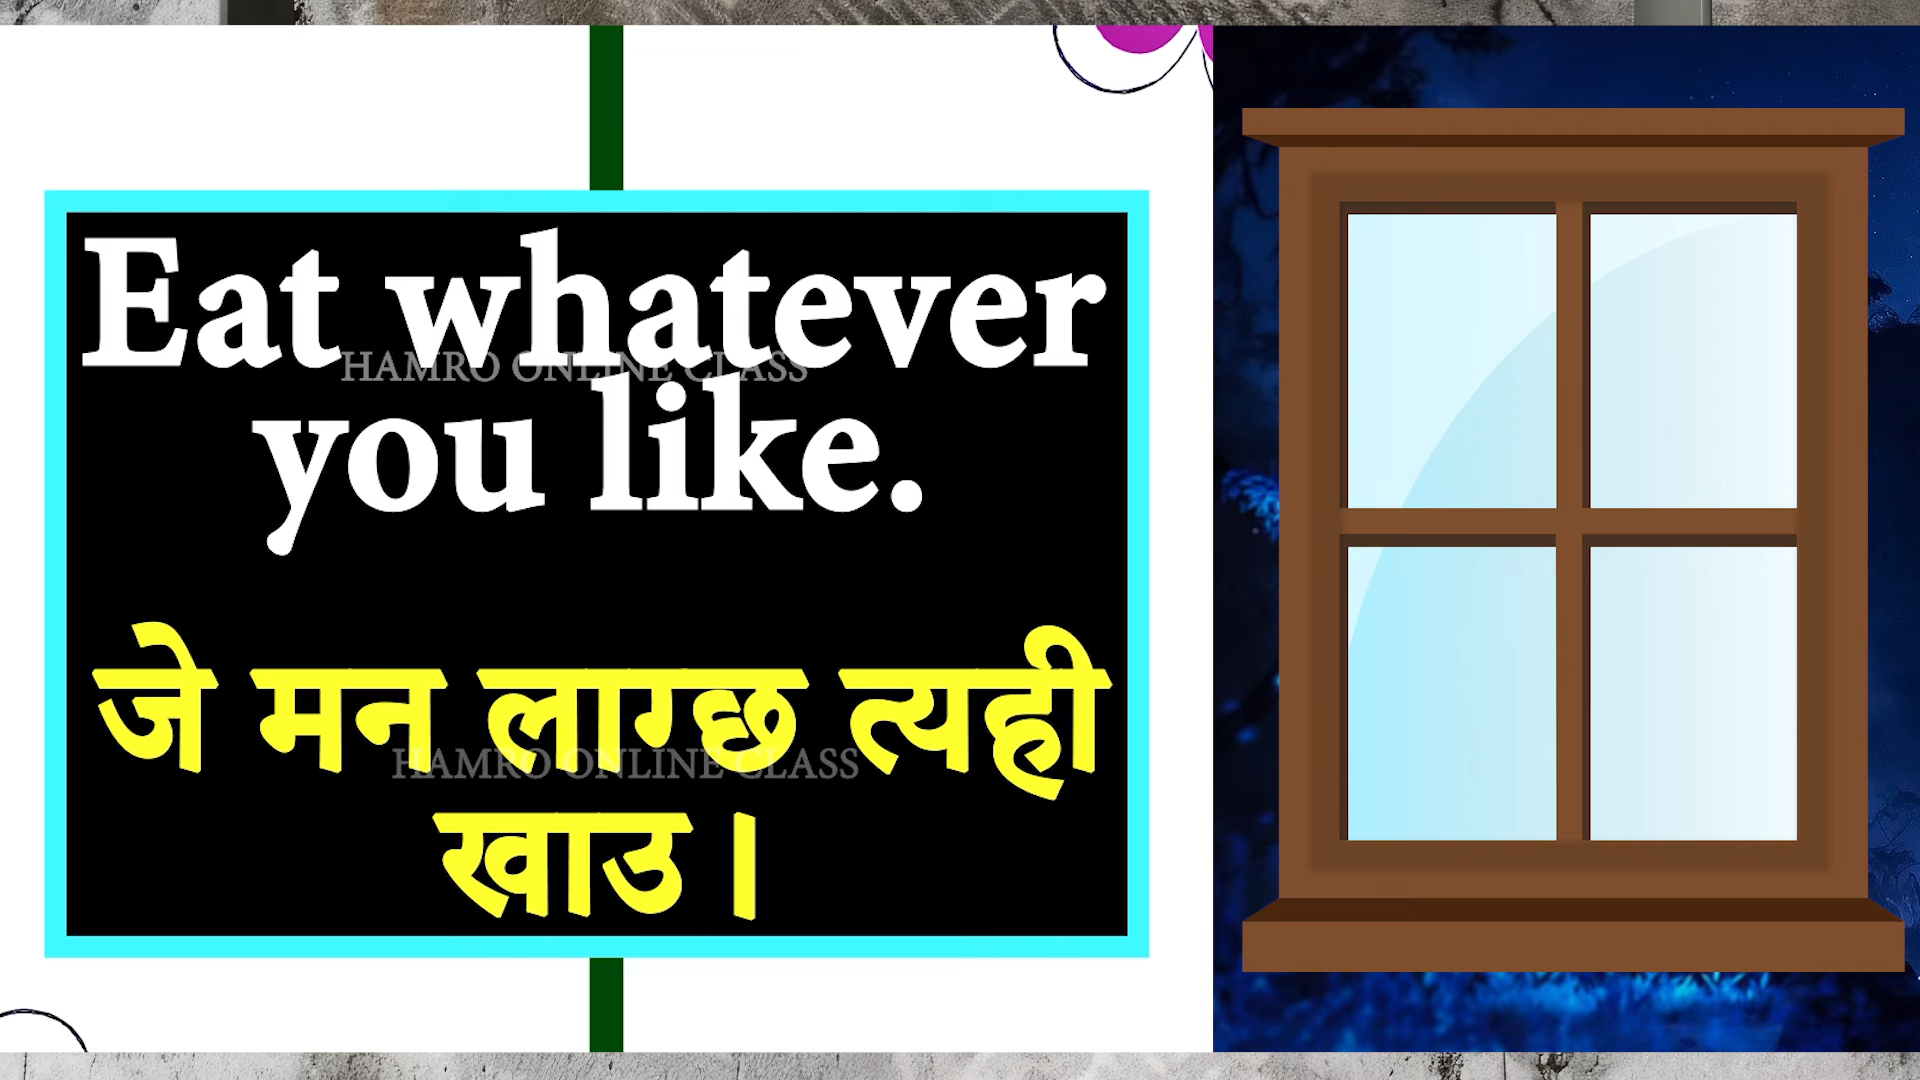 Eat whatever
HAMRO ONLINE CLASS
you like.
जे मन लाग्छ त्यही
HAMRO ONLINE CLASS
खाउ ।